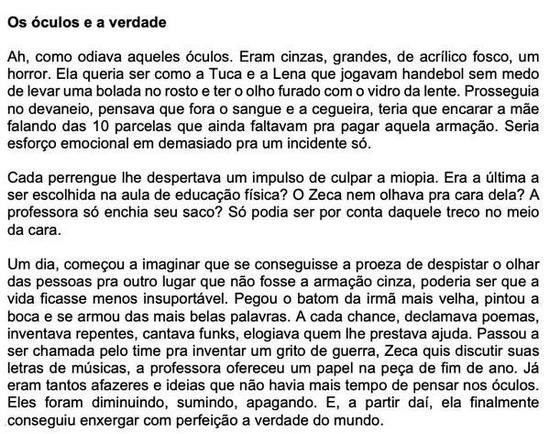 Os óculos e a verdade
Ah, como odiava aqueles óculos. Eram cinzas, grandes, de acrílico fosco, um
horror. Ela queria ser como a Tuca e a Lena que jogavam handebol sem medo
de levar uma bolada no rosto e ter o olho furado com o vidro da lente. Prosseguia
no devaneio, pensava que fora o sangue e a cegueira, teria que encarar a mãe
falando das 10 parcelas que ainda faltavam pra pagar aquela armação. Seria
esforço emocional em demasiado pra um incidente só.
Cada perrengue lhe despertava um impulso de culpar a miopia. Era a última a
ser escolhida na aula de educação física? O Zeca nem olhava pra cara dela? A
professora só enchia seu saco? Só podia ser por conta daquele treco no meio
da cara.
Um dia, começou a imaginar que se conseguisse a proeza de despistar o olhar
das pessoas pra outro lugar que não fosse a armação cinza, poderia ser que a
vida ficasse menos insuportável. Pegou o batom da irmã mais velha, pintou a
boca e se armou das mais belas palavras. A cada chance, declamava poemas,
inventava repentes, cantava funks, elogiava quem lhe prestava ajuda. Passou a
ser chamada pelo time pra inventar um grito de guerra, Zeca quis discutir suas
letras de músicas, a professora ofereceu um papel na peça de fim de ano. Já
eram tantos afazeres e ideias que não havia mais tempo de pensar nos óculos.
Eles foram diminuindo, sumindo, apagando. E, a partir daí, ela finalmente
conseguiu enxergar com perfeição a verdade do mundo.